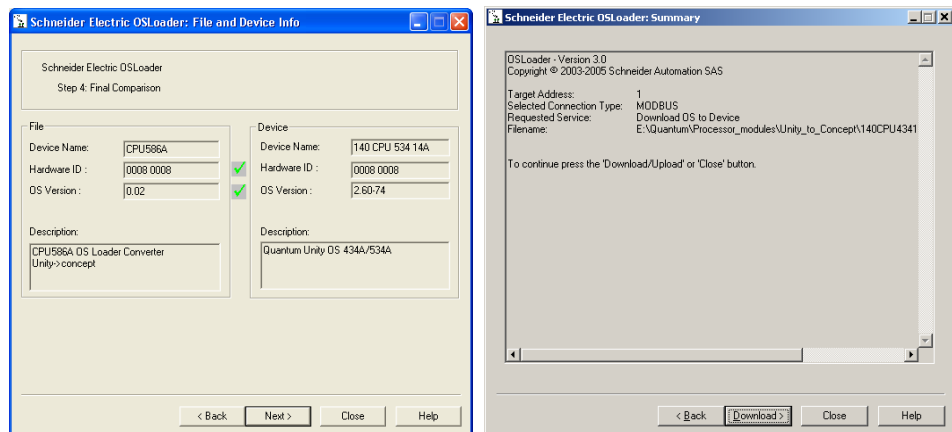 Schneider Electric OSLoader: File and Device Info
Schneider Electric OSLoader
Step 4: Final Comparison
File
Device Name: CPU586A
Hardware ID : 0008 0008
OS Version : 0.02
Description:
CPU586A OS Loader Converter
Unity->concept
Device
Device Name: 140 CPU 534 14A
Hardware ID : 0008 0008
OS Version : 2.60-74
Description:
Quantum Unity OS 434A/534A
< Back Next > Close Help
Schneider Electric OSLoader: Summary
OSLoader - Version 3.0
Copyright © 2003-2005 Schneider Automation SAS
Target Address: 1
Selected Connection Type: MODBUS
Requested Service: Download OS to Device
Filename: E:\Quantum\Processor_modules\Unity_to_Concept\140CPU4341
To continue press the 'Download/Upload' or 'Close' button.
< Back Download > Close Help